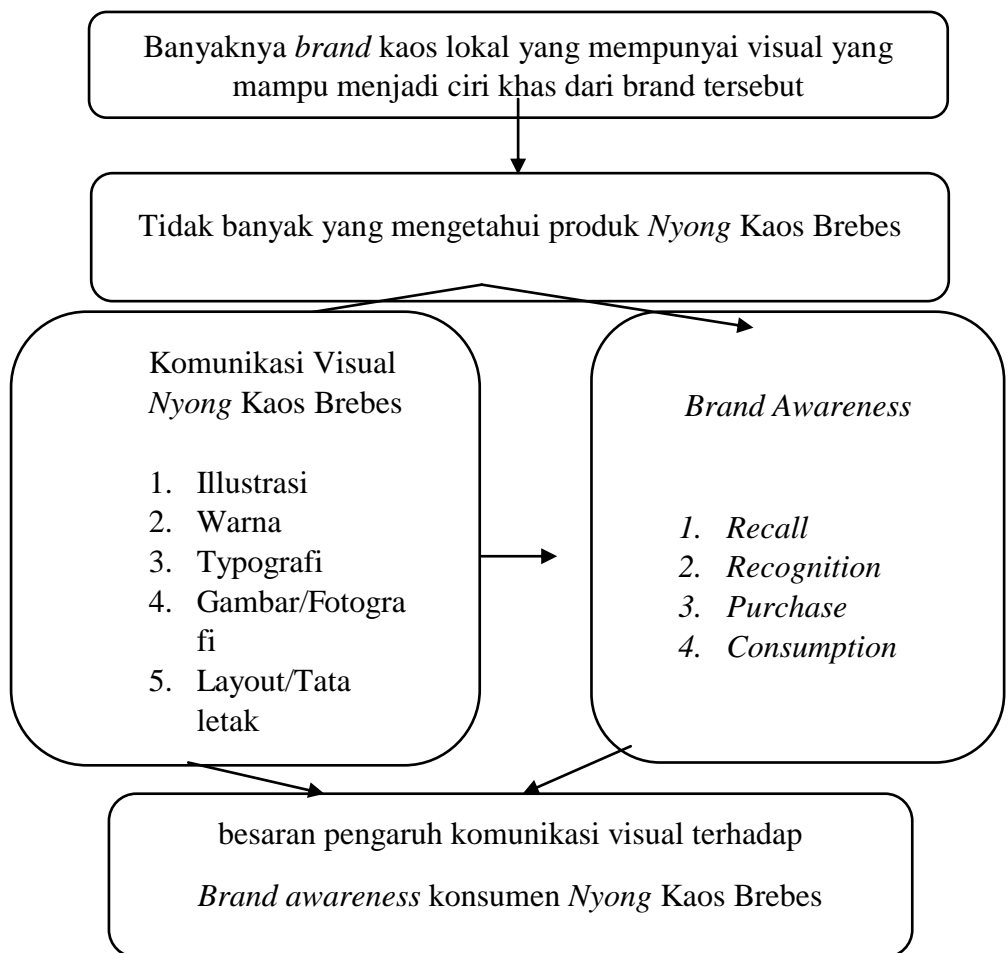 Banyaknya brand kaos lokal yang mempunyai visual yang
mampu menjadi ciri khas dari brand tersebut
Tidak banyak yang mengetahui produk Nyong Kaos Brebes
Komunikasi Visual
Nyong Kaos Brebes
1. Illustrasi
2. Warna
3. Typografi
4. Gambar/Fotogra
fi
5. Layout/Tata
letak
Brand Awareness
1. Recall
2. Recognition
3. Purchase
4. Consumption
besaran pengaruh komunikasi visual terhadap
Brand awareness konsumen Nyong Kaos Brebes